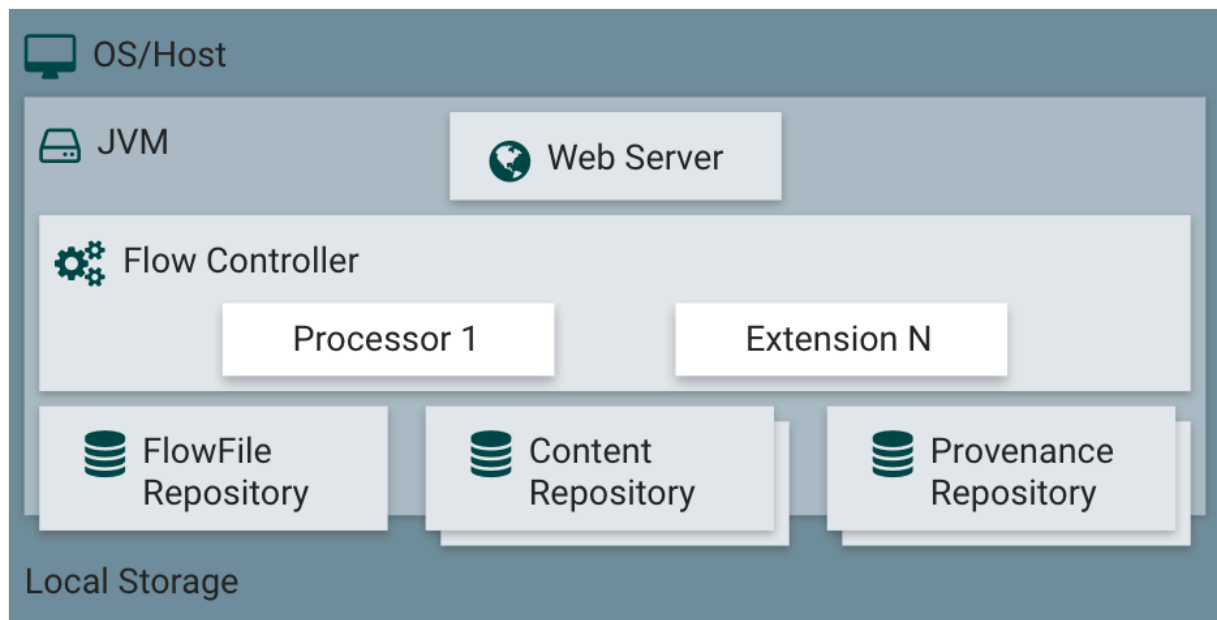 OS/Host
JVM
Web Server
Flow Controller
Processor 1
Extension N
FlowFile
Repository
Content
Repository
Provenance
Repository
Local Storage